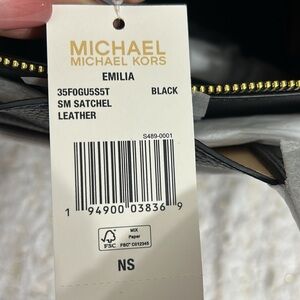 MICHAEL
MICHAEL KORS
EMILIA
35F0GU5S5T BLACK
SM SATCHEL
LEATHER
S489-0001
1 94900 03836 9
FSC
MIX
Paper
FSC® C012345
NS